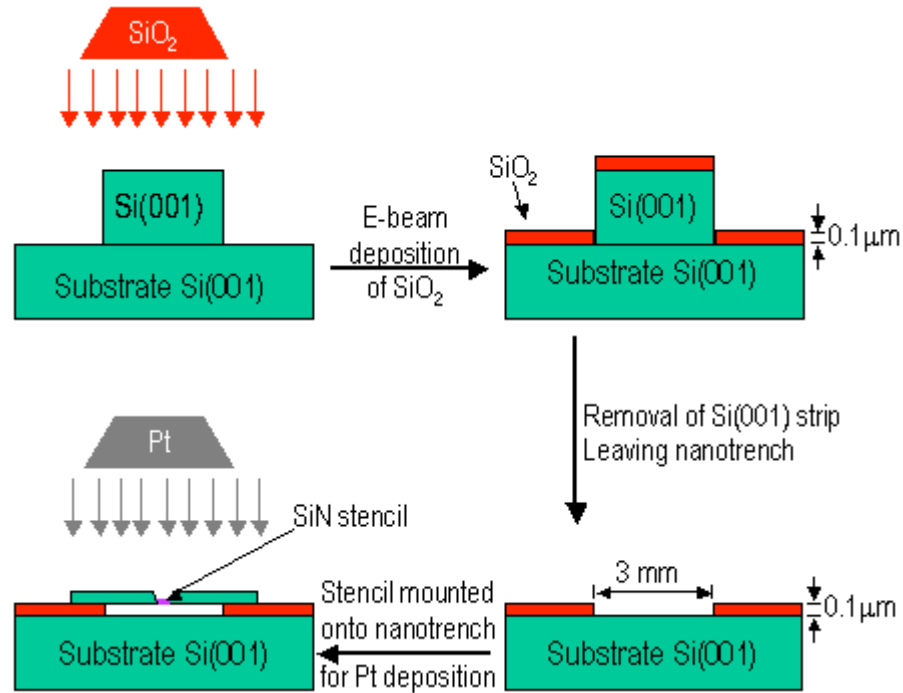 SiO₂
Si(001)
Substrate Si(001)
E-beam
deposition
of SiO₂
SiO₂
Si(001)
Substrate Si(001)
0.1μm
Removal of Si(001) strip
Leaving nanotrench
3 mm
0.1μm
Substrate Si(001)
Stencil mounted
onto nanotrench
for Pt deposition
Pt
SiN stencil
Substrate Si(001)